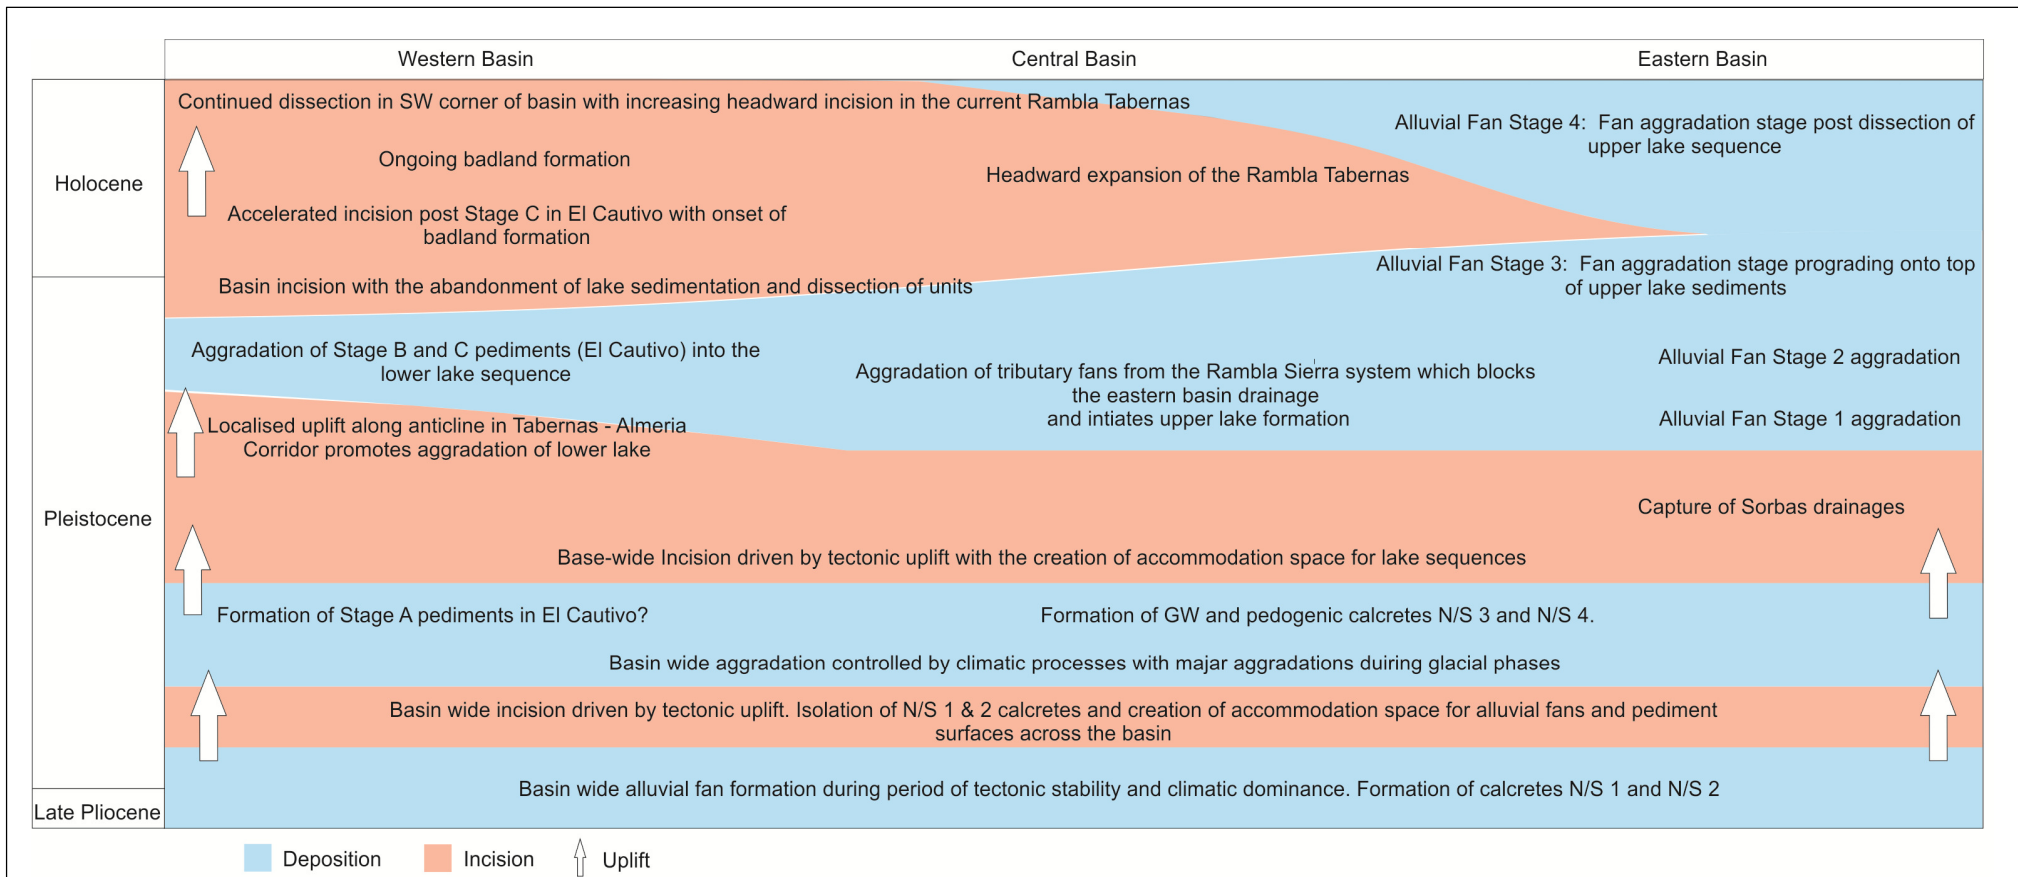 Western Basin
Central Basin
Eastern Basin
Holocene
Pleistocene
Late Pliocene
Continued dissection in SW corner of basin with increasing headward incision in the current Rambla Tabernas
Alluvial Fan Stage 4: Fan aggradation stage post dissection of
upper lake sequence
Ongoing badland formation
Headward expansion of the Rambla Tabernas
Accelerated incision post Stage C in El Cautivo with onset of
badland formation
Alluvial Fan Stage 3: Fan aggradation stage prograding onto top
of upper lake sediments
Basin incision with the abandonment of lake sedimentation and dissection of units
Aggradation of Stage B and C pediments (El Cautivo) into the
lower lake sequence
Aggradation of tributary fans from the Rambla Sierra system which blocks
the eastern basin drainage
and intiates upper lake formation
Alluvial Fan Stage 2 aggradation
Alluvial Fan Stage 1 aggradation
Localised uplift along anticline in Tabernas - Almeria
Corridor promotes aggradation of lower lake
Capture of Sorbas drainages
Base-wide Incision driven by tectonic uplift with the creation of accommodation space for lake sequences
Formation of Stage A pediments in El Cautivo?
Formation of GW and pedogenic calcretes N/S 3 and N/S 4.
Basin wide aggradation controlled by climatic processes with majar aggradations duiring glacial phases
Basin wide incision driven by tectonic uplift. Isolation of N/S 1 & 2 calcretes and creation of accommodation space for alluvial fans and pediment
surfaces across the basin
Basin wide alluvial fan formation during period of tectonic stability and climatic dominance. Formation of calcretes N/S 1 and N/S 2
Deposition
Incision
Uplift